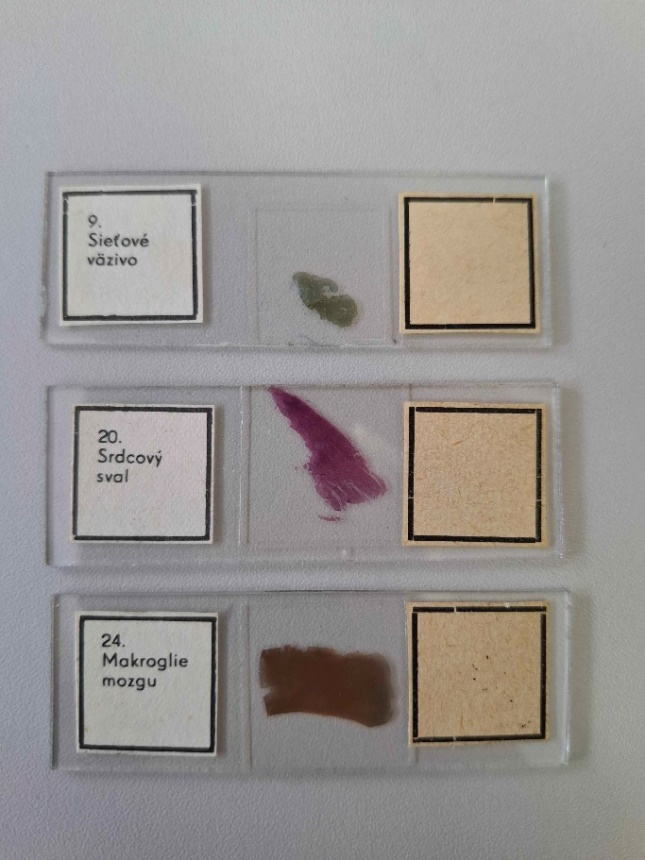 9.
Sieťové
väzivo
20.
Srdcový
sval
24.
Makroglie
mozgu